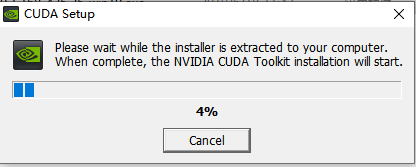 CUDA Setup
Please wait while the installer is extracted to your computer.
When complete, the NVIDIA CUDA Toolkit installation will start.
4%
Cancel